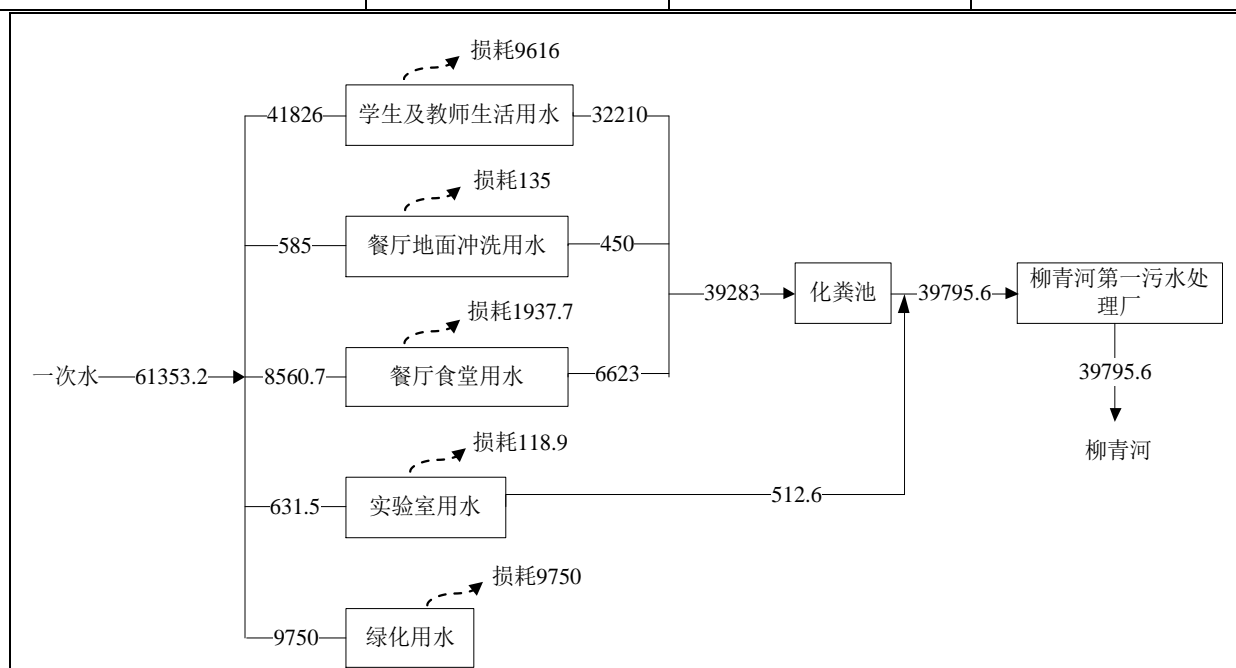 损耗9616
41826
学生及教师生活用水
32210
损耗135
585
餐厅地面冲洗用水
450
39283
化粪池
39795.6
柳青河第一污水处
理厂
损耗1937.7
一次水
61353.2
8560.7
餐厅食堂用水
6623
39795.6
柳青河
损耗118.9
631.5
实验室用水
512.6
损耗9750
9750
绿化用水